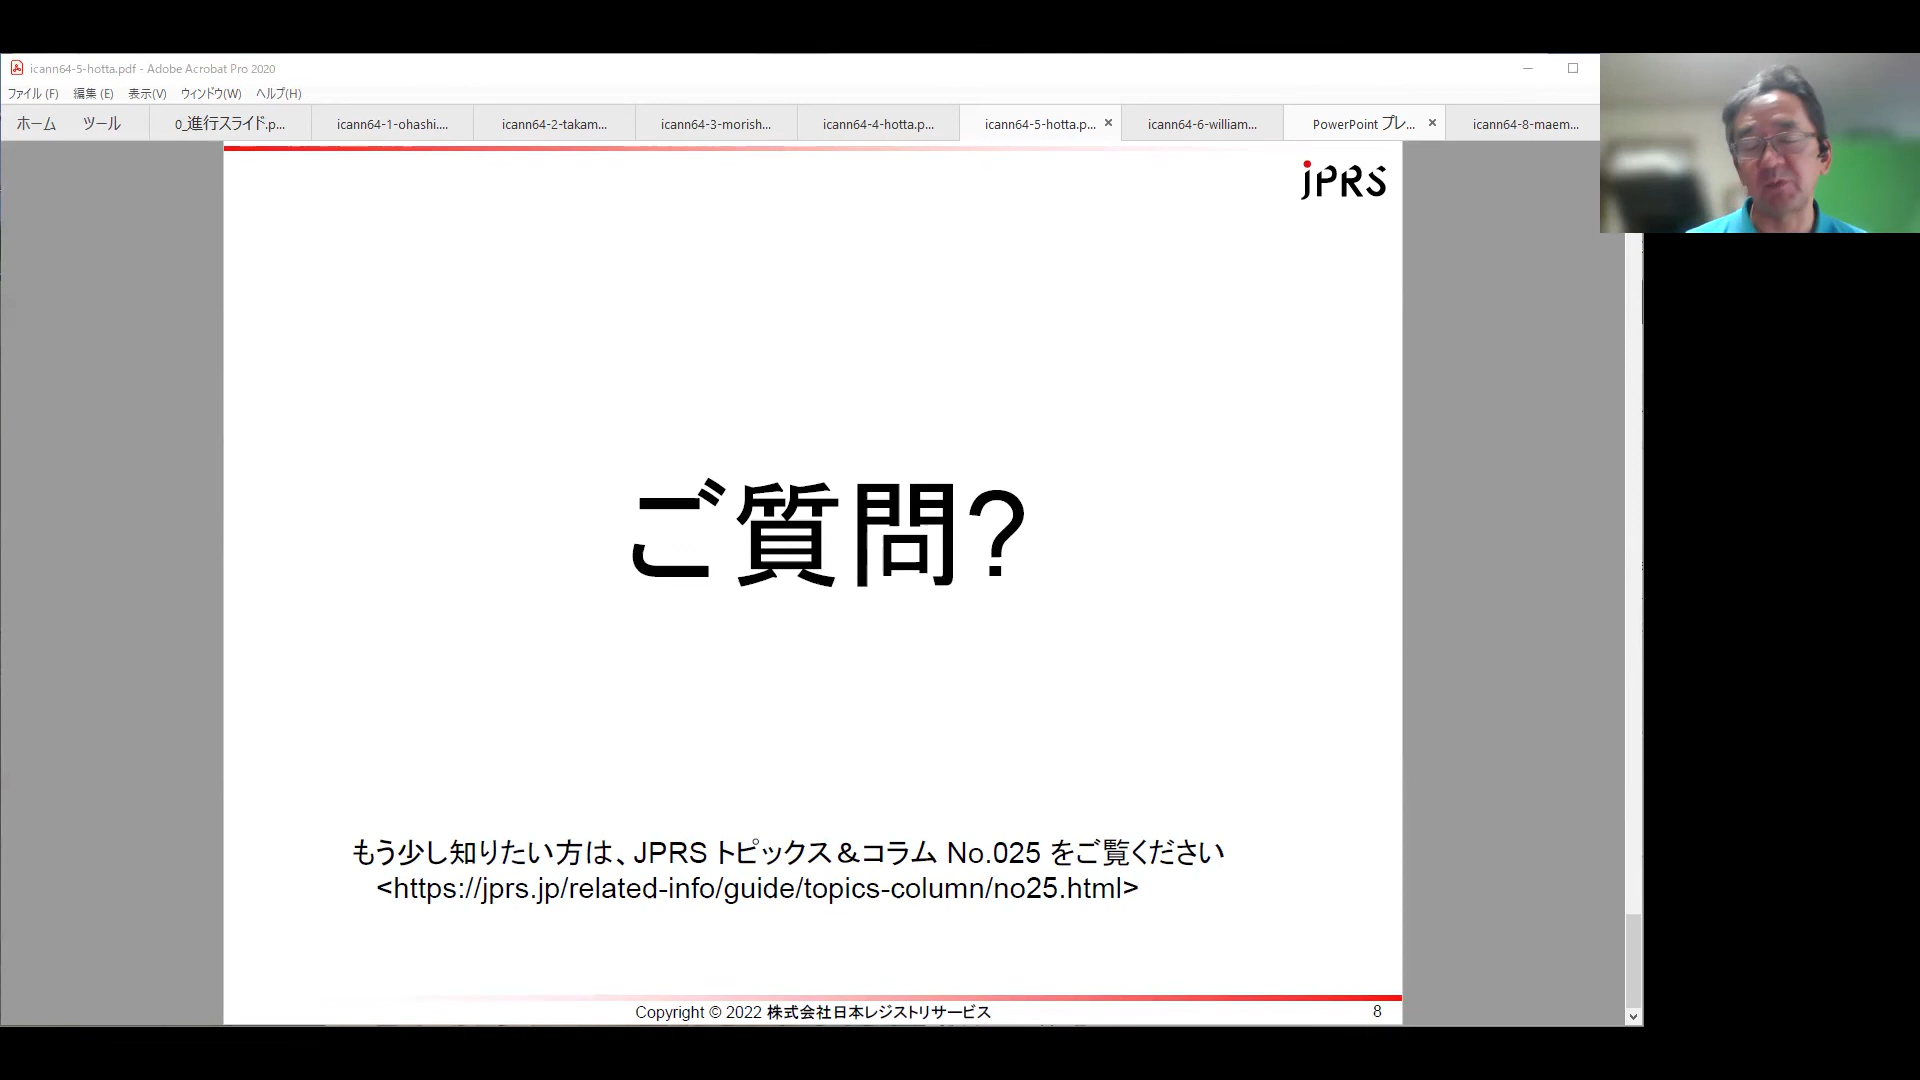 icann64-5-hotta.pdf - Adobe Acrobat Pro 2020
ファイル(F) 編集(E) 表示(V) ウィンドウ(W) ヘルプ(H)
ホーム ツール 0_進行スライド.p... icann64-1-ohashi.... icann64-2-takam... icann64-3-morish... icann64-4-hotta.p... icann64-5-hotta.p... × icann64-6-william... PowerPoint プレ... × icann64-8-maem...
jPRS
ご質問?
もう少し知りたい方は、JPRS トピックス&コラム No.025 をご覧ください
<https://jprs.jp/related-info/guide/topics-column/no25.html>
Copyright © 2022 株式会社日本レジストリサービス 8